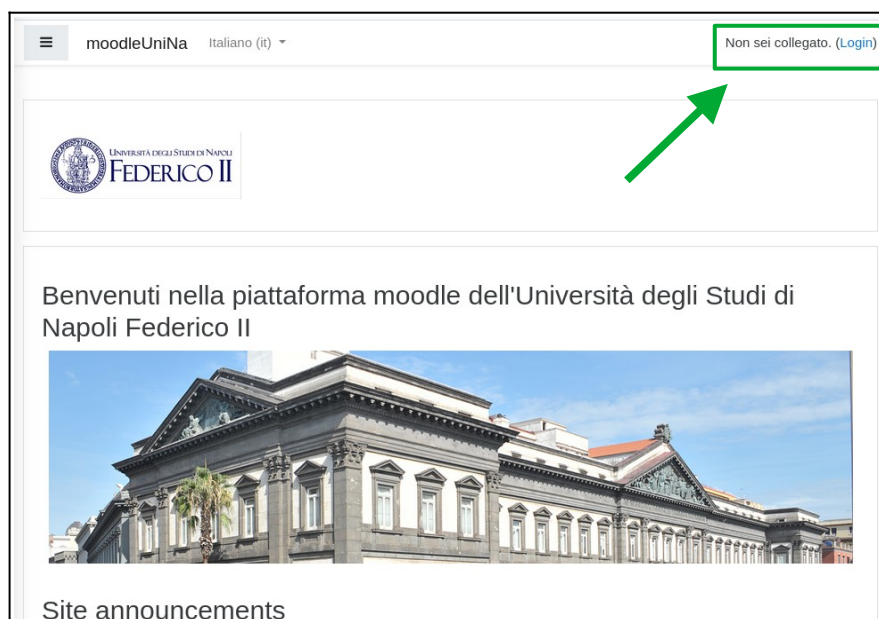 moodleUniNa Italiano (it) Non sei collegato. (Login)
UNIVERSITÀ DEGLI STUDI DI NAPOLI
FEDERICO II
Benvenuti nella piattaforma moodle dell'Università degli Studi di
Napoli Federico II
Site announcements